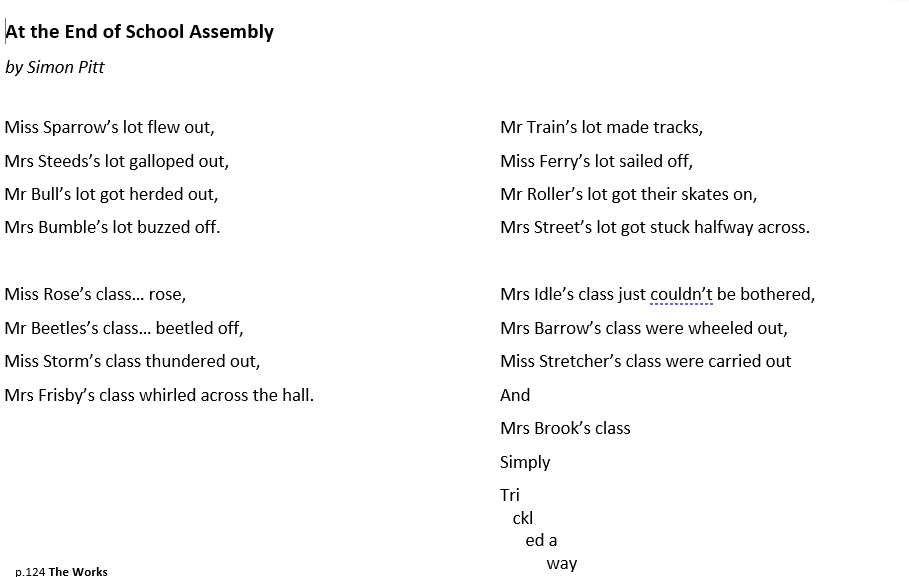 At the End of School Assembly
by Simon Pitt
Miss Sparrow’s lot flew out,
Mrs Steeds’s lot galloped out,
Mr Bull’s lot got herded out,
Mrs Bumble’s lot buzzed off.
Miss Rose’s class... rose,
Mr Beetles’s class... beetled off,
Miss Storm’s class thundered out,
Mrs Frisby’s class whirled across the hall.
Mr Train’s lot made tracks,
Miss Ferry’s lot sailed off,
Mr Roller’s lot got their skates on,
Mrs Street’s lot got stuck halfway across.
Mrs Idle’s class just couldn’t be bothered,
Mrs Barrow’s class were wheeled out,
Miss Stretcher’s class were carried out
And
Mrs Brook’s class
Simply
Tri
ckl
ed a
way
p.124 The Works